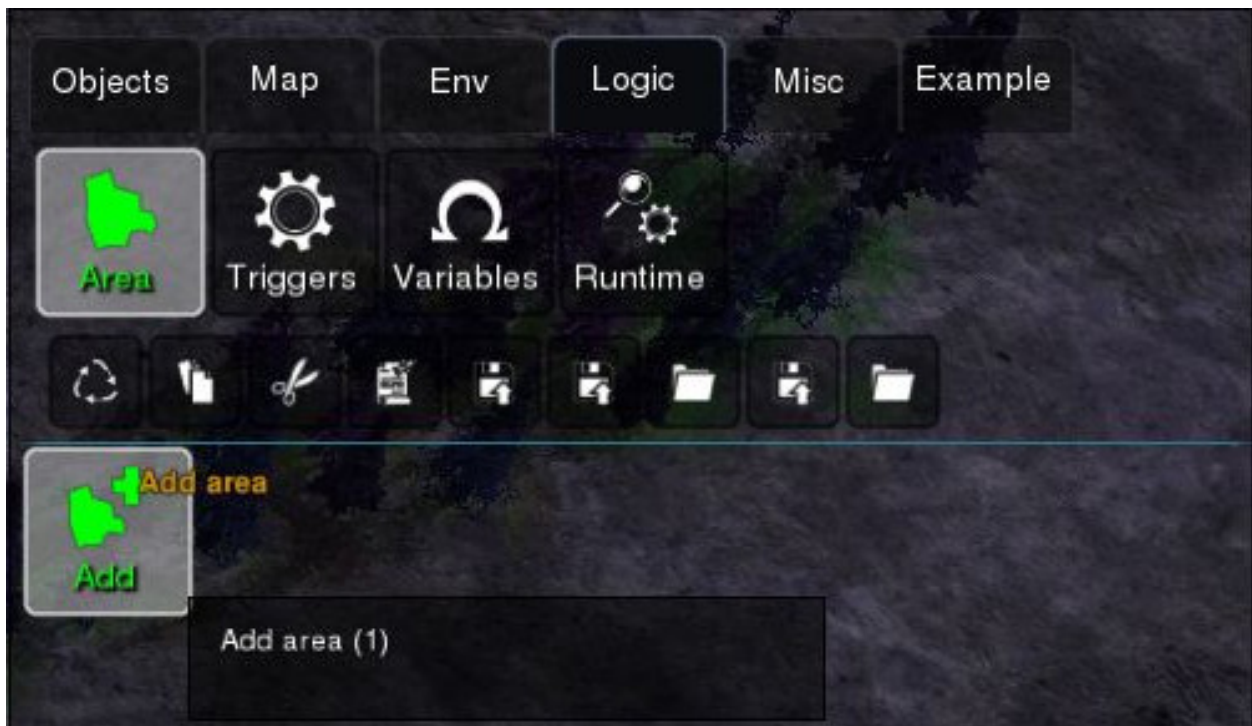 Objects Map Env Logic Misc Example
Area Triggers Variables Runtime
Add area
Add
Add area (1)